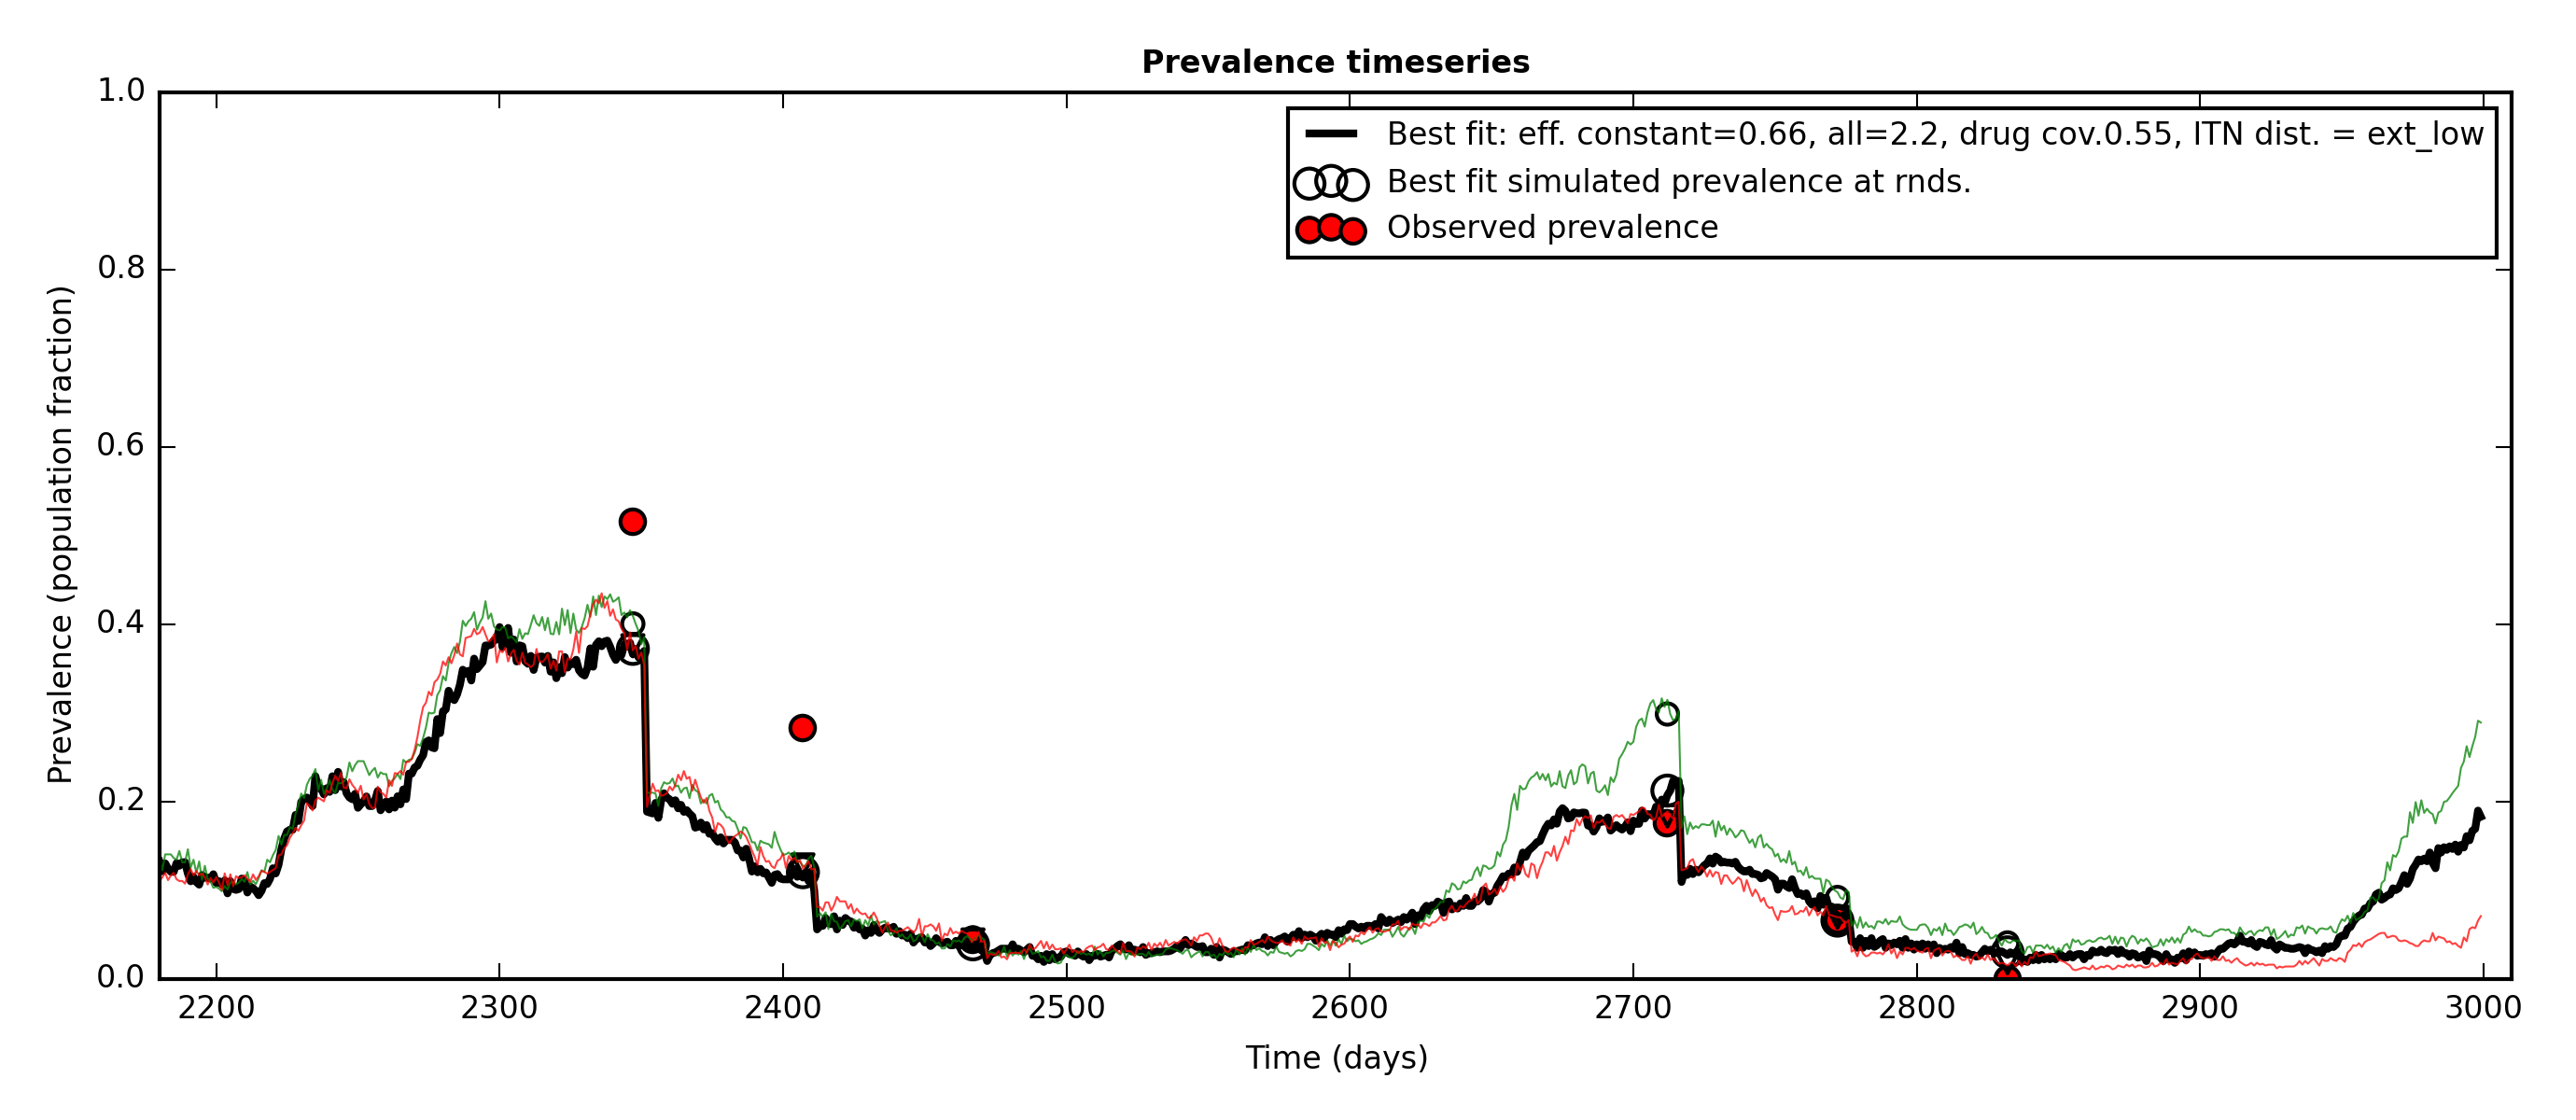 Prevalence timeseries
1.0
0.8
0.6
0.4
0.2
0.0
Prevalence (population fraction)
Best fit: eff. constant=0.66, all=2.2, drug cov.0.55, ITN dist. = ext_low
Best fit simulated prevalence at rnds.
Observed prevalence
2200 2300 2400 2500 2600 2700 2800 2900 3000
Time (days)